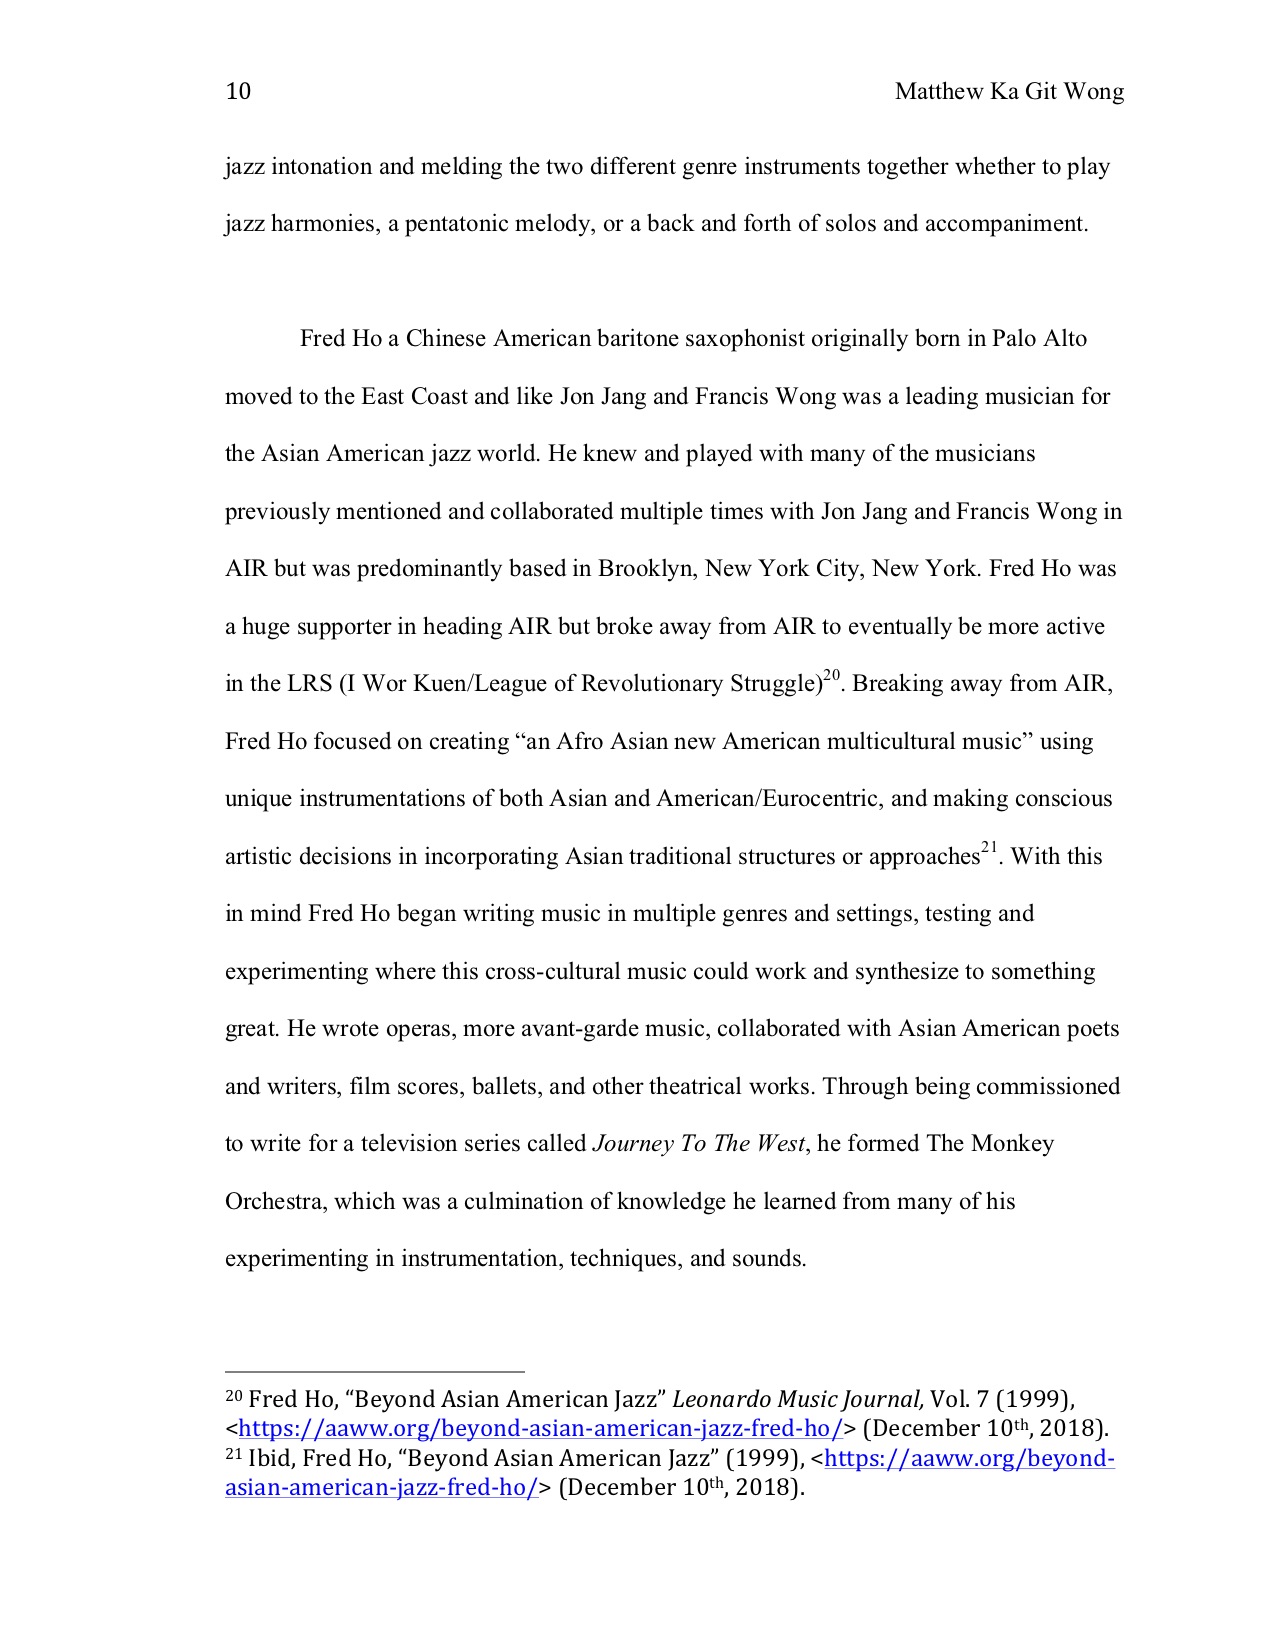 10 Matthew Ka Git Wong
jazz intonation and melding the two different genre instruments together whether to play
jazz harmonies, a pentatonic melody, or a back and forth of solos and accompaniment.
Fred Ho a Chinese American baritone saxophonist originally born in Palo Alto
moved to the East Coast and like Jon Jang and Francis Wong was a leading musician for
the Asian American jazz world. He knew and played with many of the musicians
previously mentioned and collaborated multiple times with Jon Jang and Francis Wong in
AIR but was predominantly based in Brooklyn, New York City, New York. Fred Ho was
a huge supporter in heading AIR but broke away from AIR to eventually be more active
in the LRS (I Wor Kuen/League of Revolutionary Struggle)20. Breaking away from AIR,
Fred Ho focused on creating “an Afro Asian new American multicultural music” using
unique instrumentations of both Asian and American/Eurocentric, and making conscious
artistic decisions in incorporating Asian traditional structures or approaches21. With this
in mind Fred Ho began writing music in multiple genres and settings, testing and
experimenting where this cross-cultural music could work and synthesize to something
great. He wrote operas, more avant-garde music, collaborated with Asian American poets
and writers, film scores, ballets, and other theatrical works. Through being commissioned
to write for a television series called Journey To The West, he formed The Monkey
Orchestra, which was a culmination of knowledge he learned from many of his
experimenting in instrumentation, techniques, and sounds.
20 Fred Ho, “Beyond Asian American Jazz” Leonardo Music Journal, Vol. 7 (1999),
<https://aaww.org/beyond-asian-american-jazz-fred-ho/> (December 10th, 2018).
21 Ibid, Fred Ho, “Beyond Asian American Jazz” (1999), <https://aaww.org/beyond-
asian-american-jazz-fred-ho/> (December 10th, 2018).